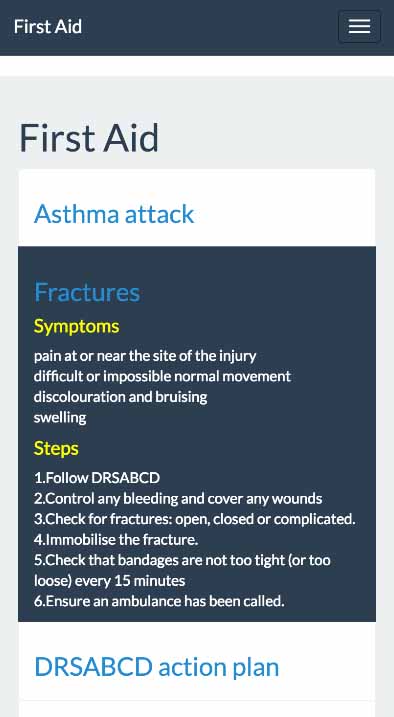 First Aid
First Aid
Asthma attack
Fractures
Symptoms
pain at or near the site of the injury
difficult or impossible normal movement
discolouration and bruising
swelling
Steps
1.Follow DRSABCD
2.Control any bleeding and cover any wounds
3.Check for fractures: open, closed or complicated.
4.Immobilise the fracture.
5.Check that bandages are not too tight (or too
loose) every 15 minutes
6.Ensure an ambulance has been called.
DRSABCD action plan